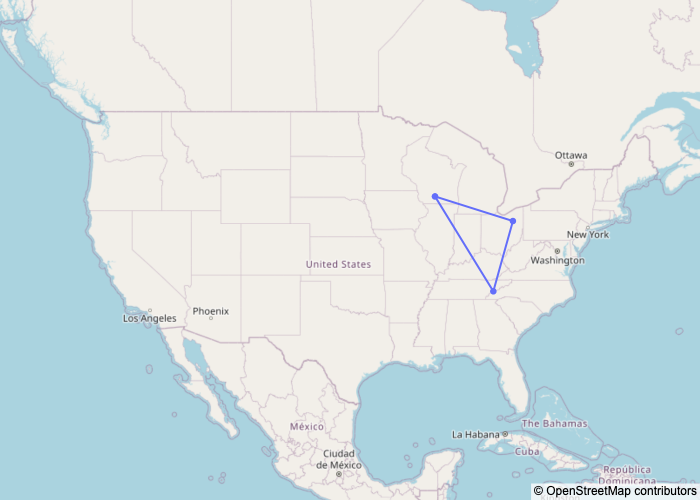 Ottawa
New York
Washington
United States
Phoenix
Los Angeles
The Bahamas
México
La Habana
Cuba
Ciudad
de México
República
Dominicana
© OpenStreetMap contributors